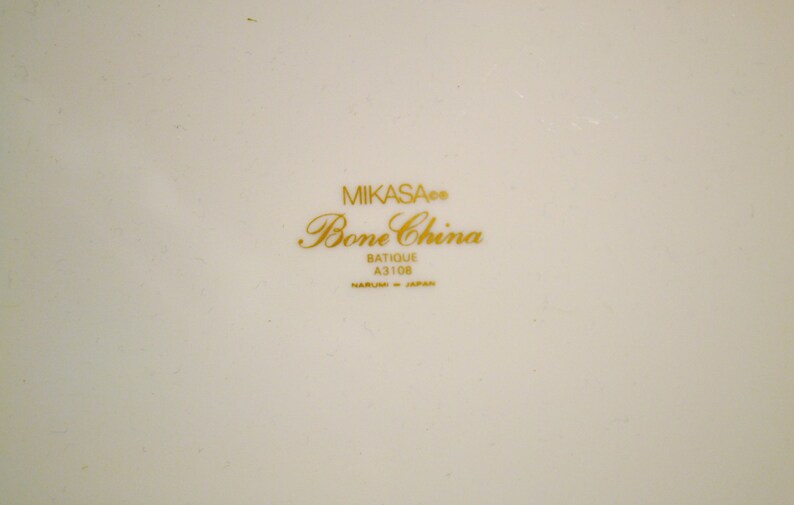 MIKASA©®
Bone China
BATIQUE
A3108
NARUMI — JAPAN